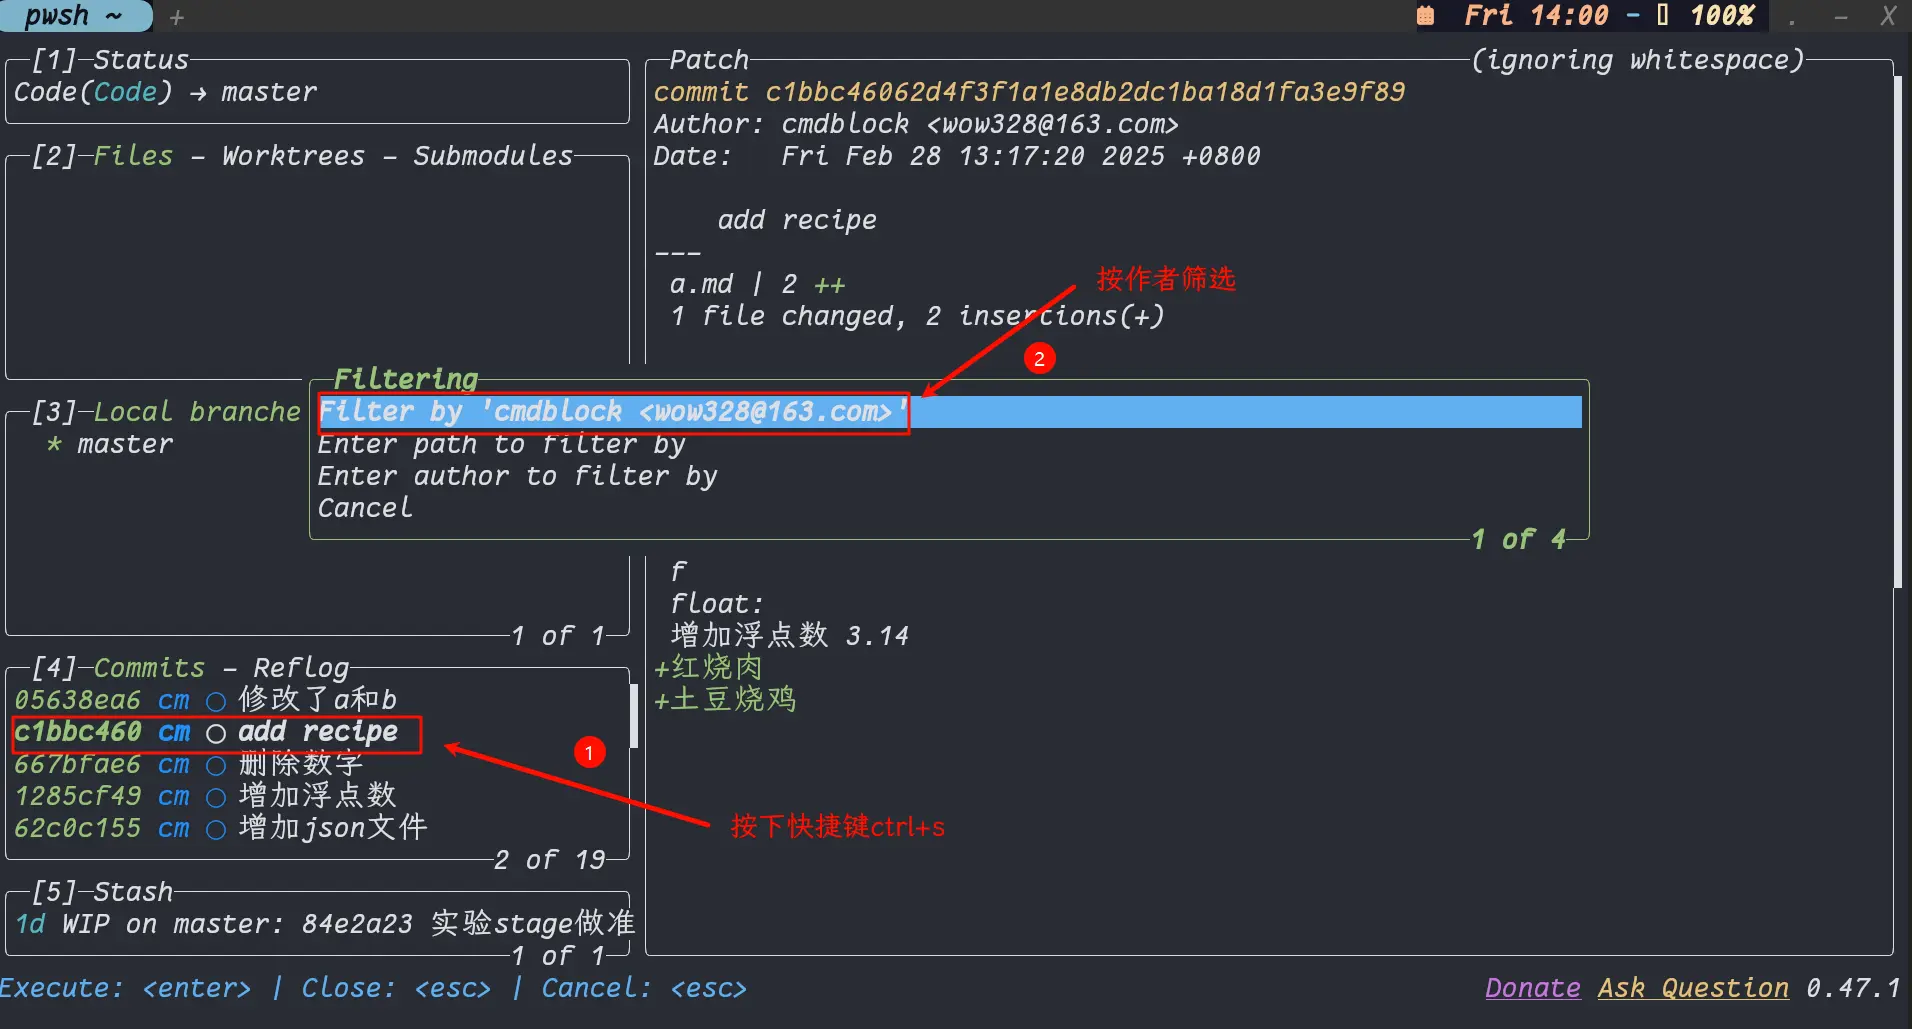 pwsh ~ + Fri 14:00 - 100% . - X
[1] Status
Code(Code) → master
[2] Files - Worktrees - Submodules
[3] Local branche
* master
1 of 1
[4] Commits - Reflog
05638ea6 cm ○ 修改了a和b
c1bbc460 cm ○ add recipe
667bfae6 cm ○ 删除数字
1285cf49 cm ○ 增加浮点数
62c0c155 cm ○ 增加json文件
2 of 19
[5] Stash
1d WIP on master: 84e2a23 实验stage做准
1 of 1
Patch (ignoring whitespace)
commit c1bbc46062d4f3f1a1e8db2dc1ba18d1fa3e9f89
Author: cmdblock <wow328@163.com>
Date: Fri Feb 28 13:17:20 2025 +0800
add recipe
---
a.md | 2 ++
1 file changed, 2 insertions(+)
按作者筛选
2
Filtering
Filter by 'cmdblock <wow328@163.com>'
Enter path to filter by
Enter author to filter by
Cancel
1 of 4
f
float:
增加浮点数 3.14
+红烧肉
+土豆烧鸡
1
按下快捷键ctrl+s
Execute: <enter> | Close: <esc> | Cancel: <esc>
Donate Ask Question 0.47.1